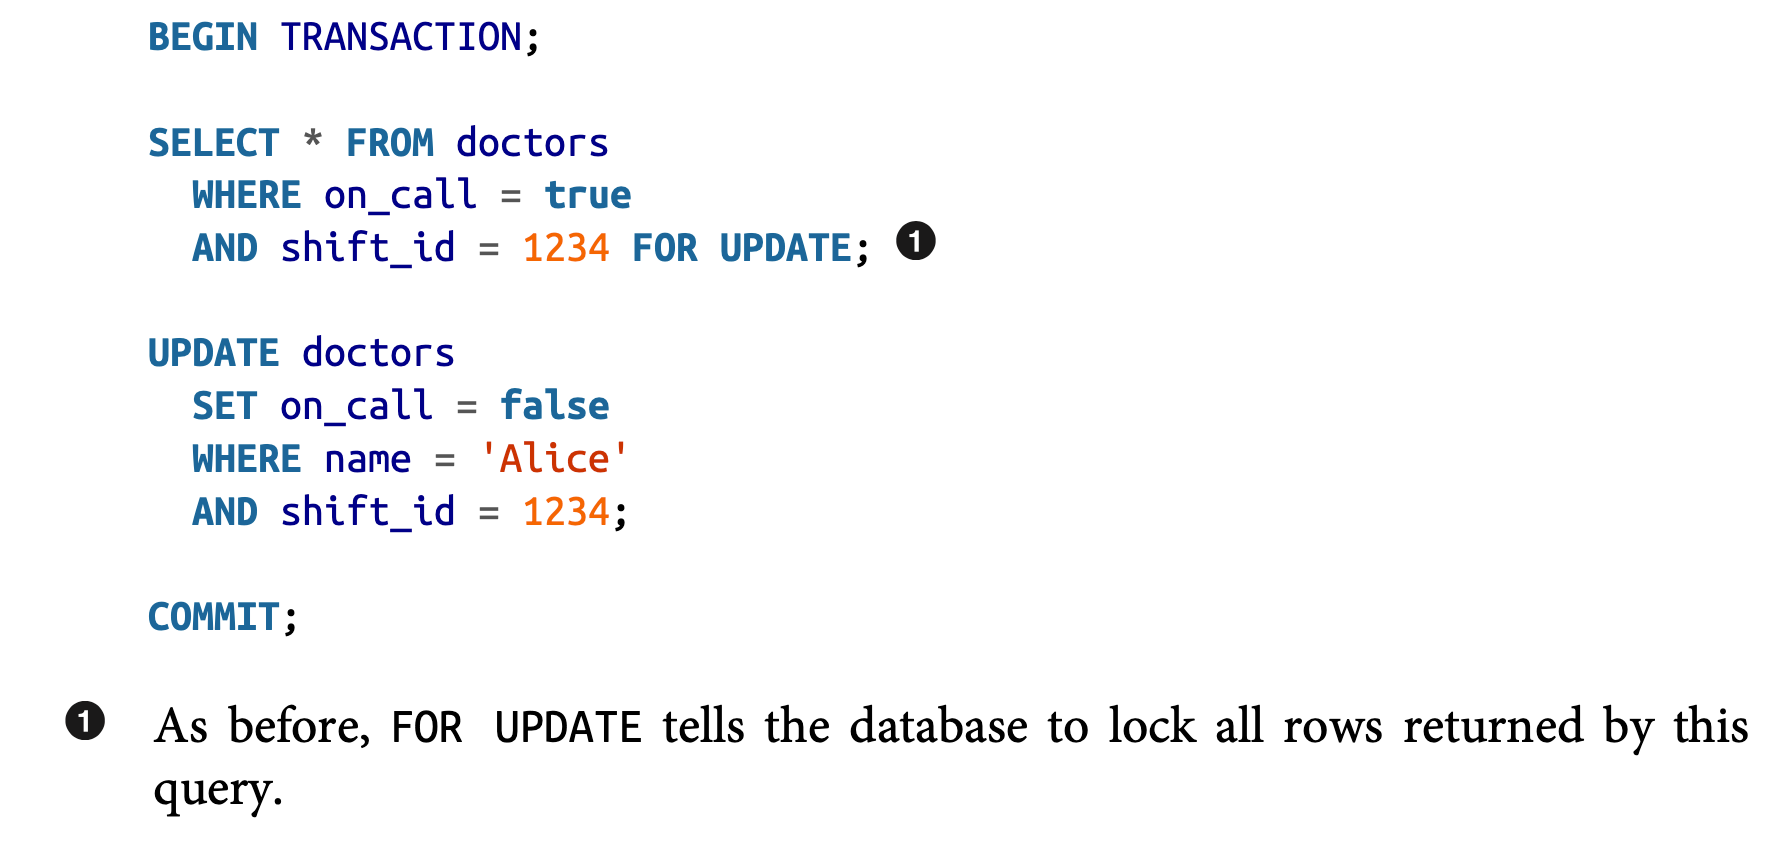 BEGIN TRANSACTION;
SELECT * FROM doctors
  WHERE on_call = true
  AND shift_id = 1234 FOR UPDATE; ❶
UPDATE doctors
  SET on_call = false
  WHERE name = 'Alice'
  AND shift_id = 1234;
COMMIT;
❶ As before, FOR UPDATE tells the database to lock all rows returned by this
query.